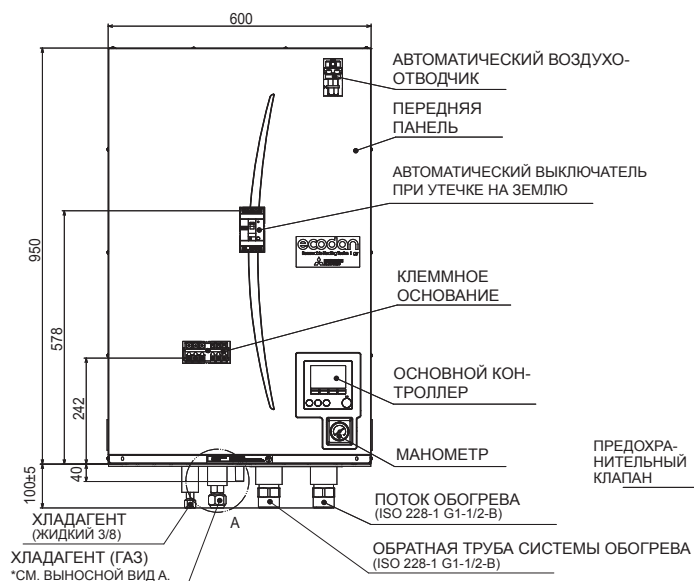 600
АВТОМАТИЧЕСКИЙ ВОЗДУХО-
ОТВОДЧИК
ПЕРЕДНЯЯ
ПАНЕЛЬ
АВТОМАТИЧЕСКИЙ ВЫКЛЮЧАТЕЛЬ
ПРИ УТЕЧКЕ НА ЗЕМЛЮ
950
578
ecodan
КЛЕММНОЕ
ОСНОВАНИЕ
242
ОСНОВНОЙ КОН-
ТРОЛЛЕР
МАНОМЕТР
ПРЕДОХРА-
НИТЕЛЬНЫЙ
КЛАПАН
100±5
40
A
ПОТОК ОБОГРЕВА
(ISO 228-1 G1-1/2-B)
ХЛАДАГЕНТ
(ЖИДКИЙ 3/8)
ОБРАТНАЯ ТРУБА СИСТЕМЫ ОБОГРЕВА
(ISO 228-1 G1-1/2-B)
ХЛАДАГЕНТ (ГАЗ)
*СМ. ВЫНОСНОЙ ВИД А.